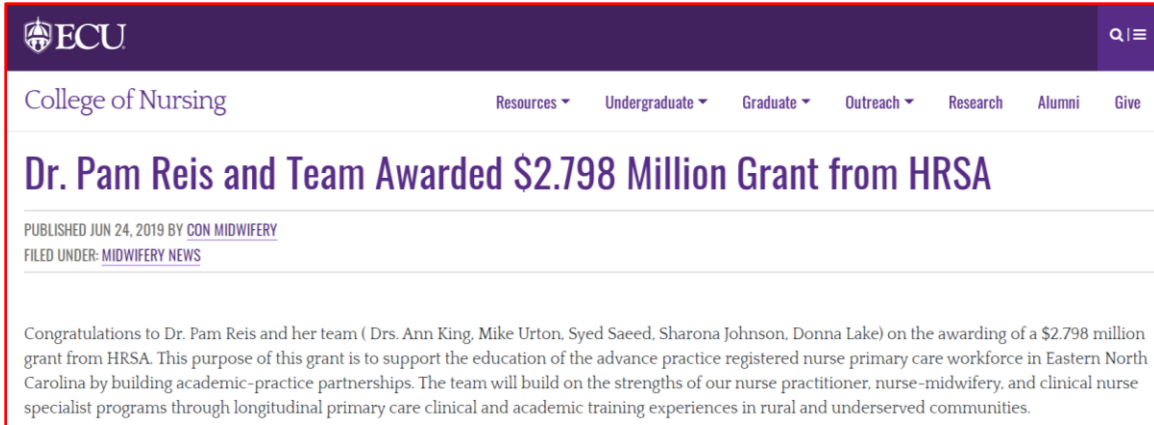 ECU
College of Nursing
Resources Undergraduate Graduate Outreach Research Alumni Give
Dr. Pam Reis and Team Awarded $2.798 Million Grant from HRSA
PUBLISHED JUN 24, 2019 BY CON MIDWIFERY
FILED UNDER: MIDWIFERY NEWS
Congratulations to Dr. Pam Reis and her team ( Drs. Ann King, Mike Urton, Syed Saeed, Sharona Johnson, Donna Lake) on the awarding of a $2.798 million
grant from HRSA. This purpose of this grant is to support the education of the advance practice registered nurse primary care workforce in Eastern North
Carolina by building academic-practice partnerships. The team will build on the strengths of our nurse practitioner, nurse-midwifery, and clinical nurse
specialist programs through longitudinal primary care clinical and academic training experiences in rural and underserved communities.